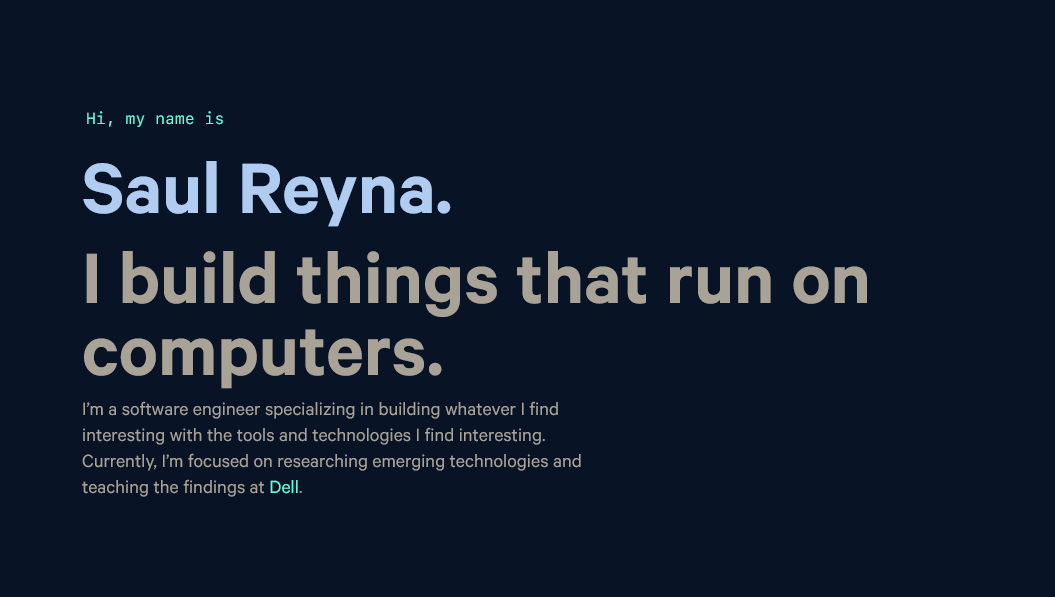 Hi, my name is
Saul Reyna.
I build things that run on
computers.
I’m a software engineer specializing in building whatever I find
interesting with the tools and technologies I find interesting.
Currently, I’m focused on researching emerging technologies and
teaching the findings at Dell.